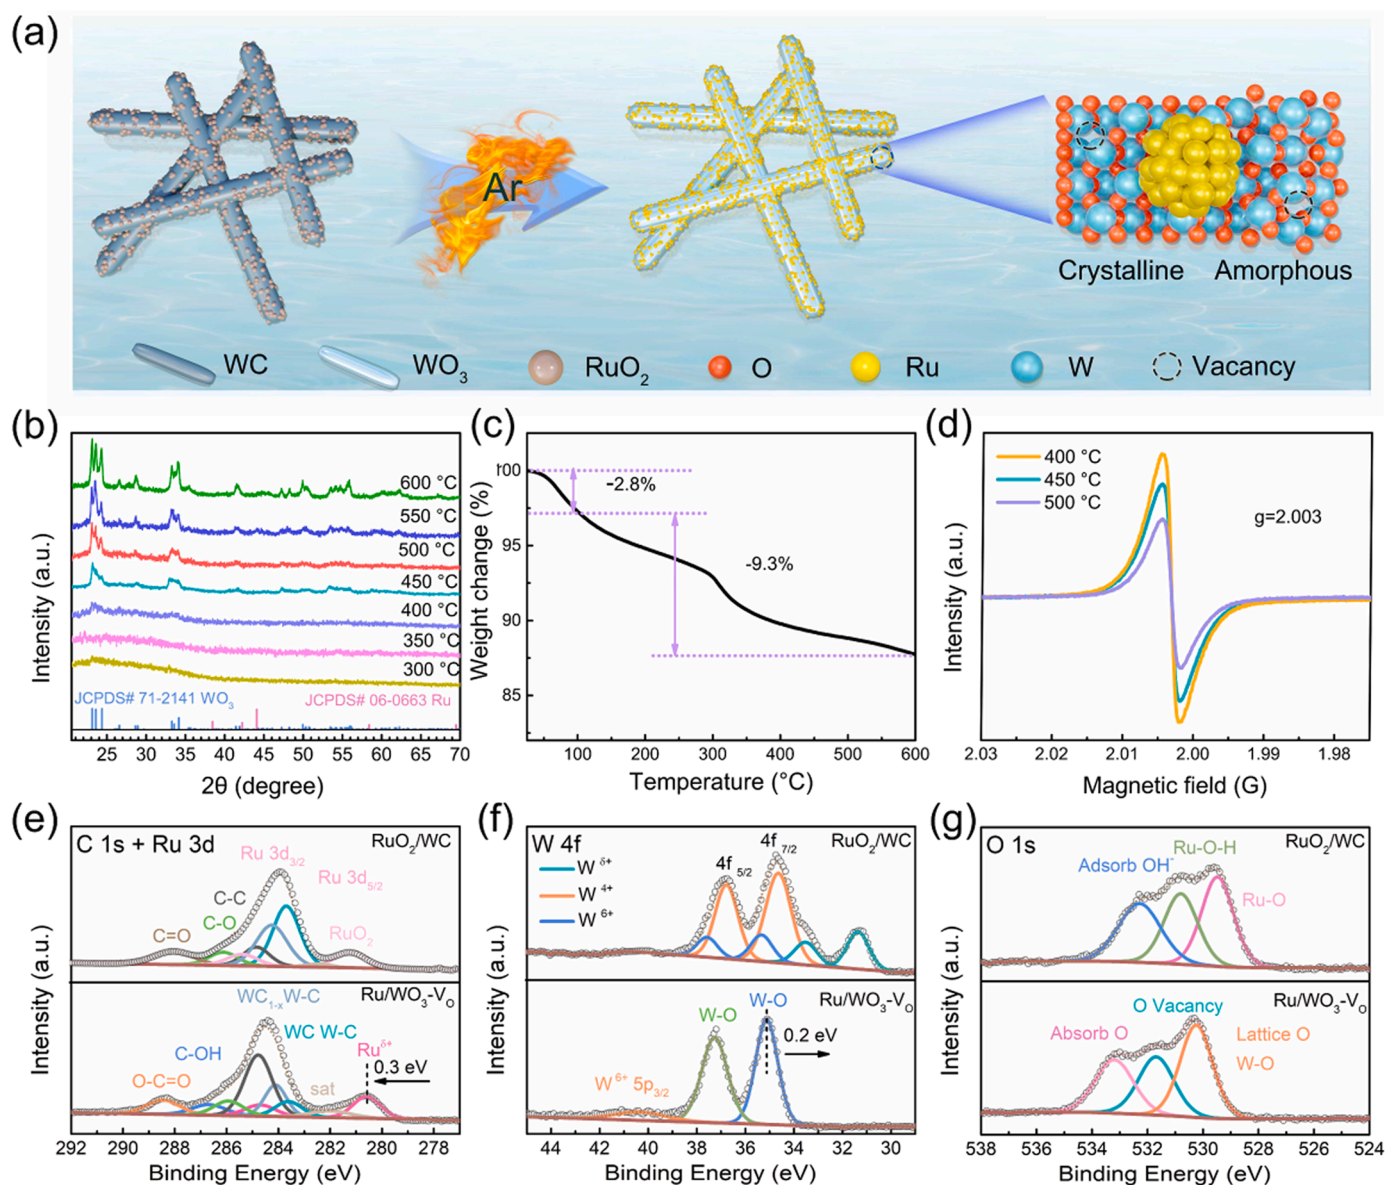 (a)
Ar
Crystalline Amorphous
WC WO3 RuO2 O Ru W Vacancy
(b)
600 °C
550 °C
500 °C
450 °C
400 °C
350 °C
300 °C
JCPDS# 71-2141 WO3 JCPDS# 06-0663 Ru
25 30 35 40 45 50 55 60 65 70
2θ (degree)
Intensity (a.u.)
(c)
100
95
90
85
-2.8%
-9.3%
100 200 300 400 500 600
Temperature (°C)
Weight change (%)
(d)
400 °C
450 °C
500 °C
g=2.003
2.03 2.02 2.01 2.00 1.99 1.98
Magnetic field (G)
Intensity (a.u.)
(e)
C 1s + Ru 3d
RuO2/WC
Ru 3d3/2
Ru 3d5/2
C-C
C-O
C=O
RuO2
WC1-x W-C
Ru/WO3-VO
WC W-C
C-OH
Ruδ+
0.3 eV
O-C=O
sat
292 290 288 286 284 282 280 278
Binding Energy (eV)
Intensity (a.u.)
(f)
W 4f
RuO2/WC
4f7/2
4f5/2
W δ+
W 4+
W 6+
Ru/WO3-VO
W-O
W-O
0.2 eV
W6+ 5p3/2
44 42 40 38 36 34 32 30
Binding Energy (eV)
Intensity (a.u.)
(g)
O 1s
RuO2/WC
Ru-O-H
Adsorb OH-
Ru-O
Ru/WO3-VO
O Vacancy
Absorb O
Lattice O
W-O
538 536 534 532 530 528 526 524
Binding Energy (eV)
Intensity (a.u.)